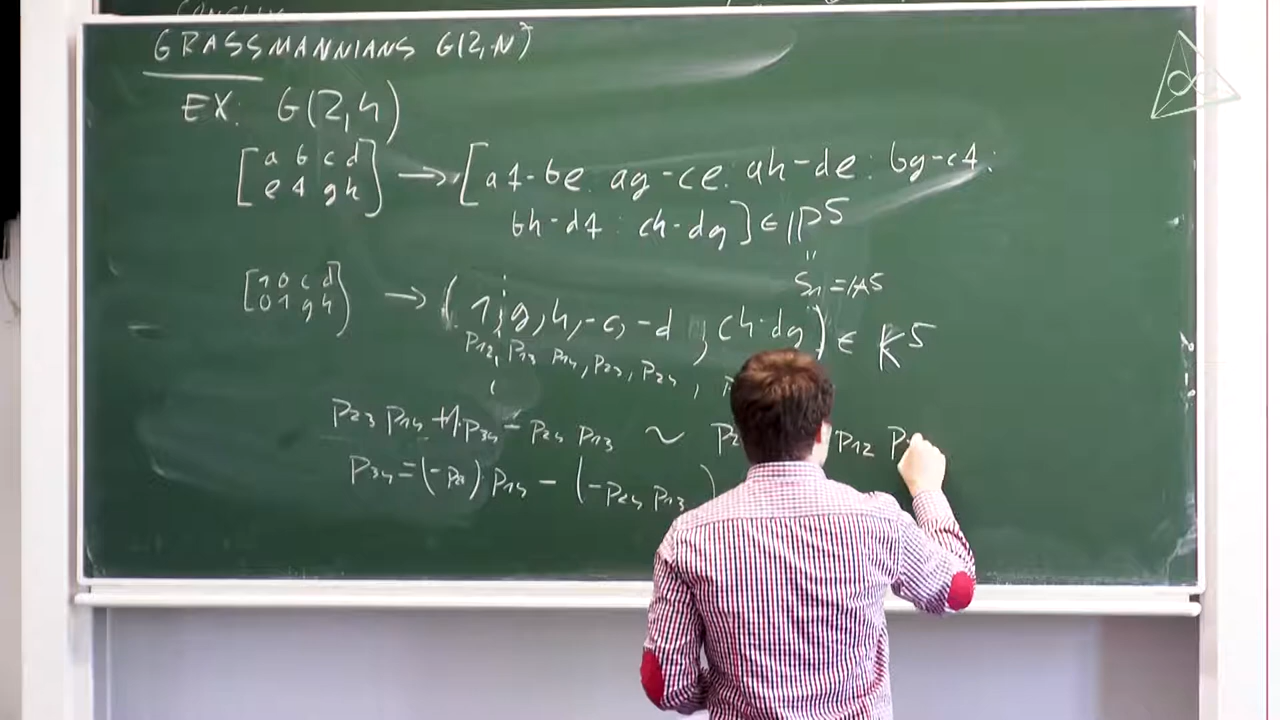 GRASSMANNIANS G(2,N)
EX: G(2,4)
[a b c d
e f g h] → [af-be: ag-ce: ah-de: bg-cf:
bh-df : ch-dg] ∈ ℙ5
"
= 𝔸5
[1 0 c d
0 1 g h] → (1; g, h, -c, -d ; ch-dg) ∈ K5
P12, P13 P14, P23, P24,
P23 P14 +1·P34 - P24 P13 ~ P12
P34 = (-P23)·P14 - (-P24 P13)